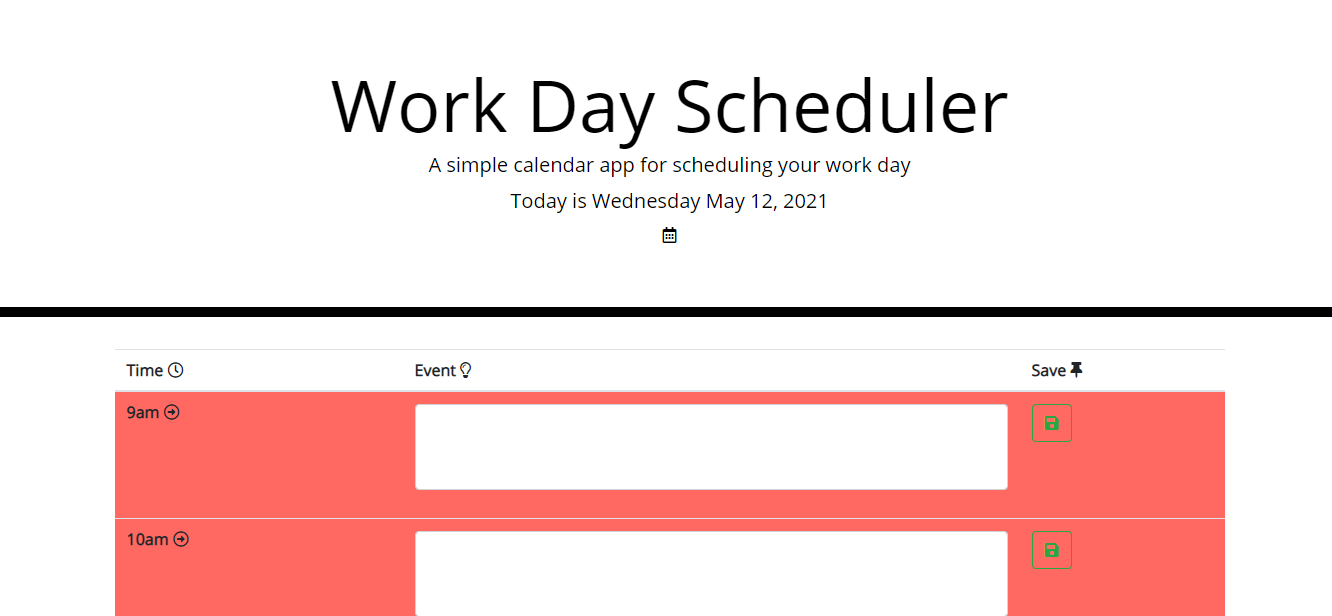 Work Day Scheduler
A simple calendar app for scheduling your work day
Today is Wednesday May 12, 2021
Time Event Save
9am
10am